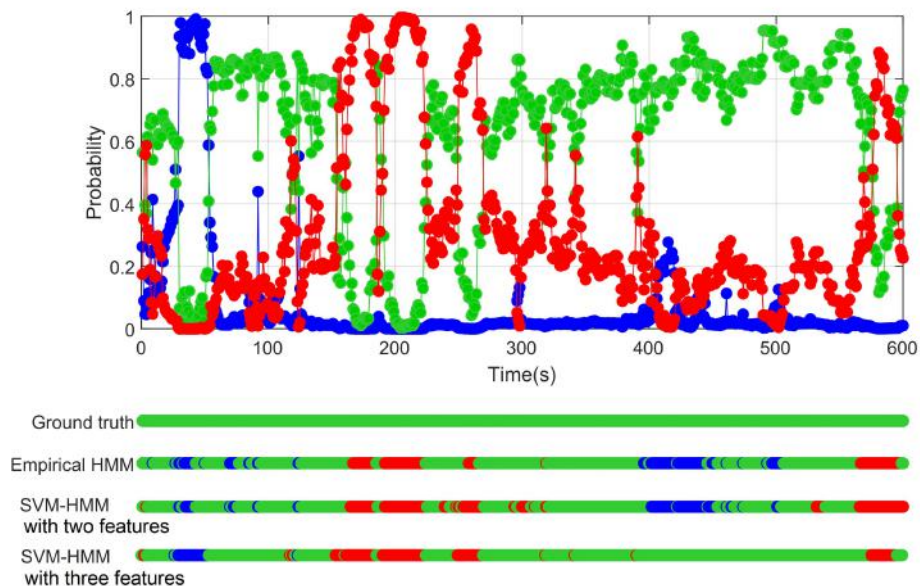 1
0.8
0.6
0.4
0.2
0
Probability
0 100 200 300 400 500 600
Time(s)
Ground truth
Empirical HMM
SVM-HMM
with two features
SVM-HMM
with three features